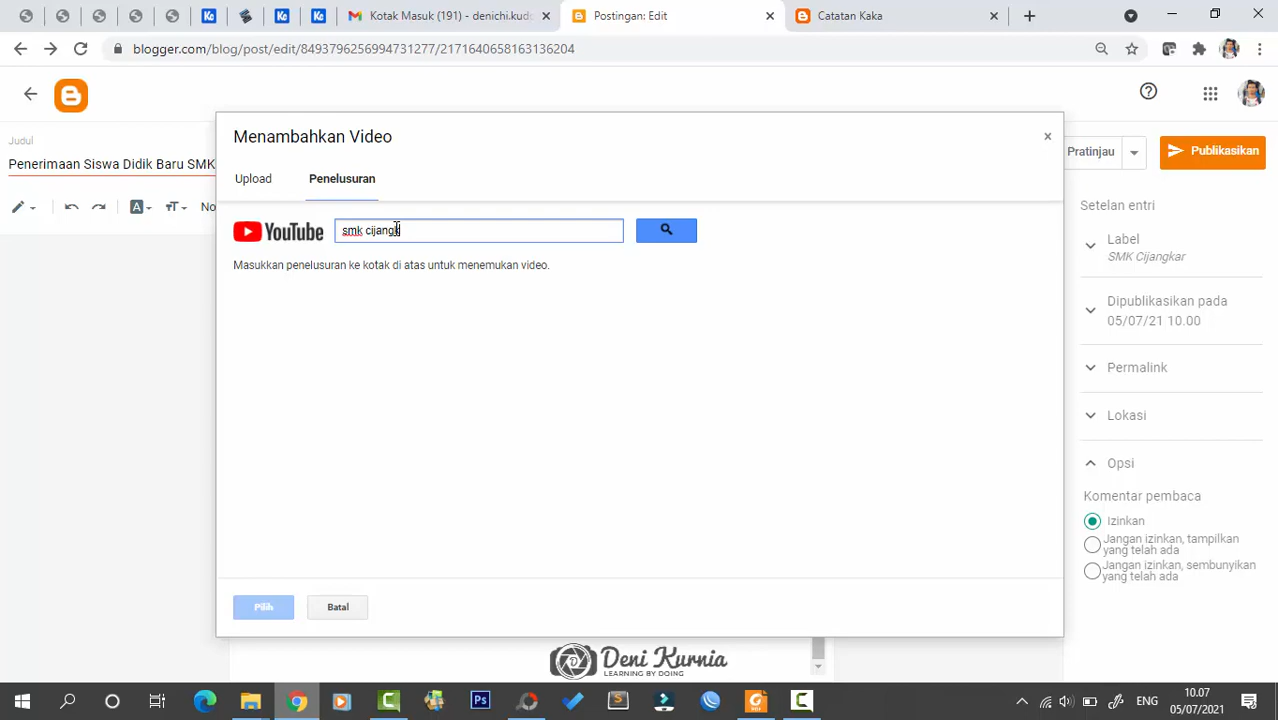 Kotak Masuk (191) - denichi.kudp
Postingan: Edit
Catatan Kaka
blogger.com/blog/post/edit/8493796256994731277/2171640658163136204
Judul
Penerimaan Siswa Didik Baru SMK
No
Menambahkan Video
Upload
Penelusuran
YouTube
smk cijangk
Masukkan penelusuran ke kotak di atas untuk menemukan video.
Pilih
Batal
Pratinjau
Publikasikan
Setelan entri
Label
SMK Cijangkar
Dipublikasikan pada
05/07/21 10.00
Permalink
Lokasi
Opsi
Komentar pembaca
Izinkan
Jangan izinkan, tampilkan
yang telah ada
Jangan izinkan, sembunyikan
yang telah ada
Deni Kurnia
LEARNING BY DOING
Ps
ENG
10.07
05/07/2021